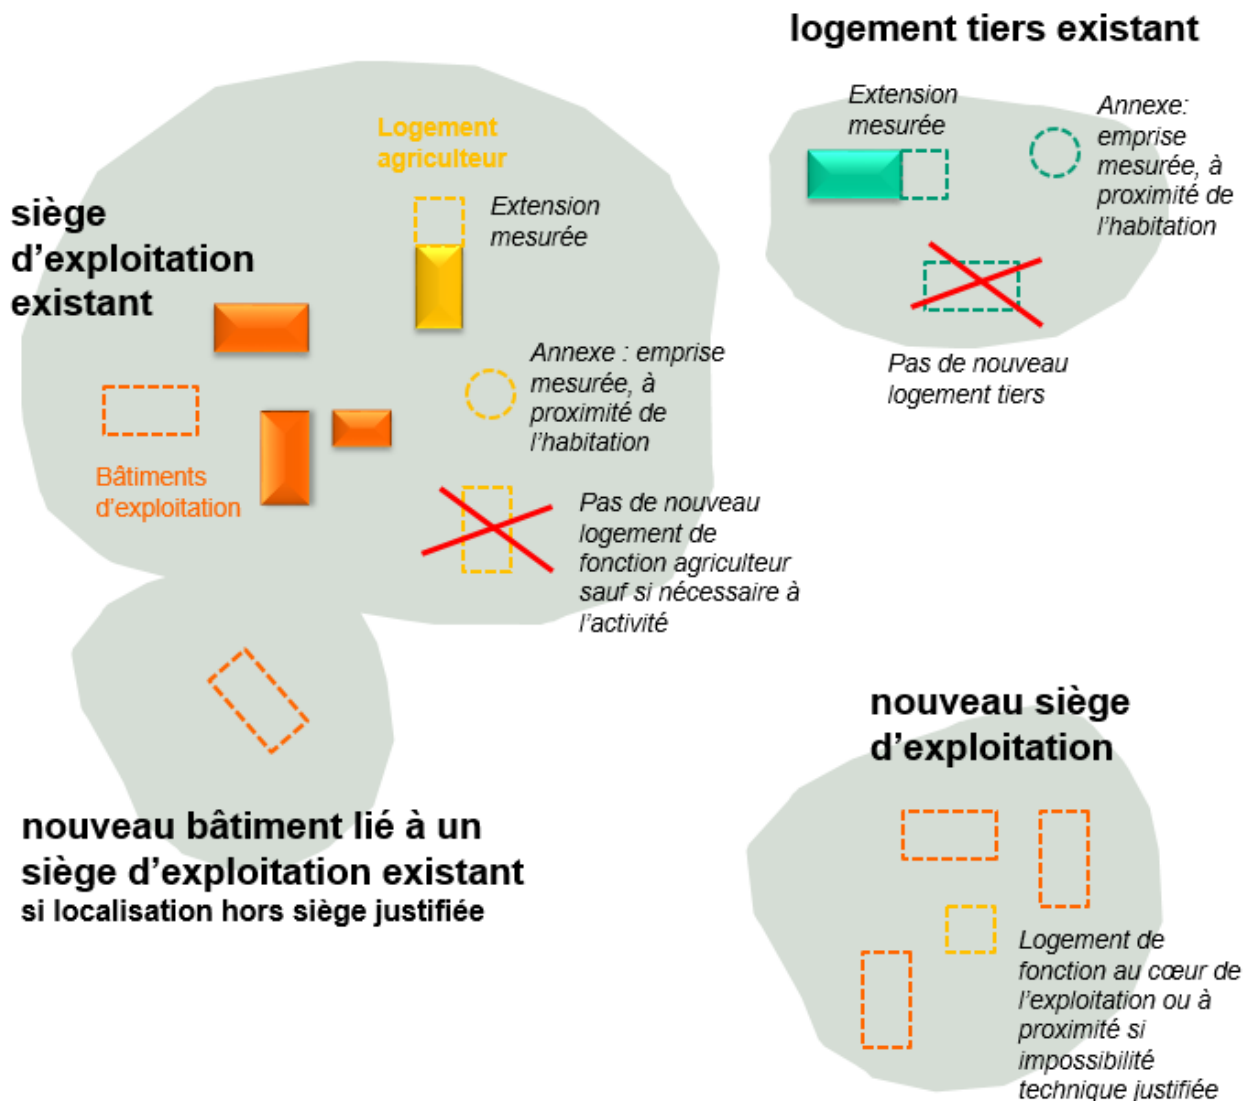 logement tiers existant
Extension
mesurée
Annexe:
emprise
mesurée, à
proximité de
l'habitation
Pas de nouveau
logement tiers
siège
d'exploitation
existant
Logement
agriculteur
Extension
mesurée
Annexe : emprise
mesurée, à
proximité de
l'habitation
Bâtiments
d'exploitation
Pas de nouveau
logement de
fonction agriculteur
sauf si nécessaire à
l'activité
nouveau bâtiment lié à un
siège d'exploitation existant
si localisation hors siège justifiée
nouveau siège
d'exploitation
Logement de
fonction au cœur de
l'exploitation ou à
proximité si
impossibilité
technique justifiée